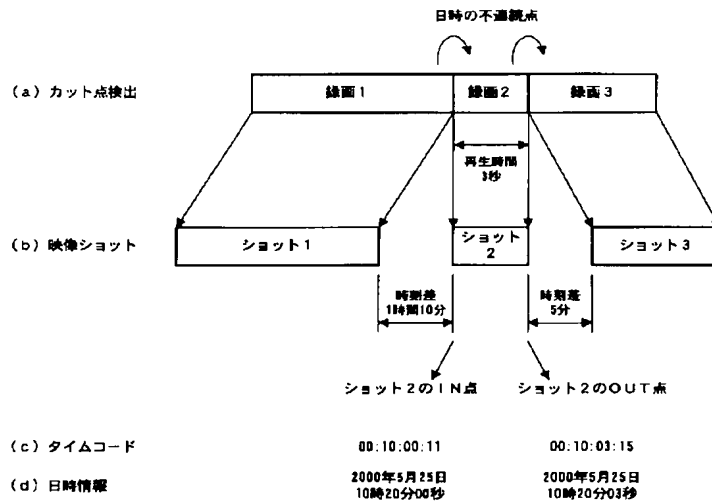 日時の不連続点
(a) カット点検出
録画1
録画2
録画3
再生時間
3秒
(b) 映像ショット
ショット1
ショット
2
ショット3
時刻差
1時間10分
時刻差
5分
ショット2のIN点
ショット2のOUT点
(c) タイムコード
00:10:00:11
00:10:03:15
(d) 日時情報
2000年5月25日
10時20分00秒
2000年5月25日
10時20分03秒